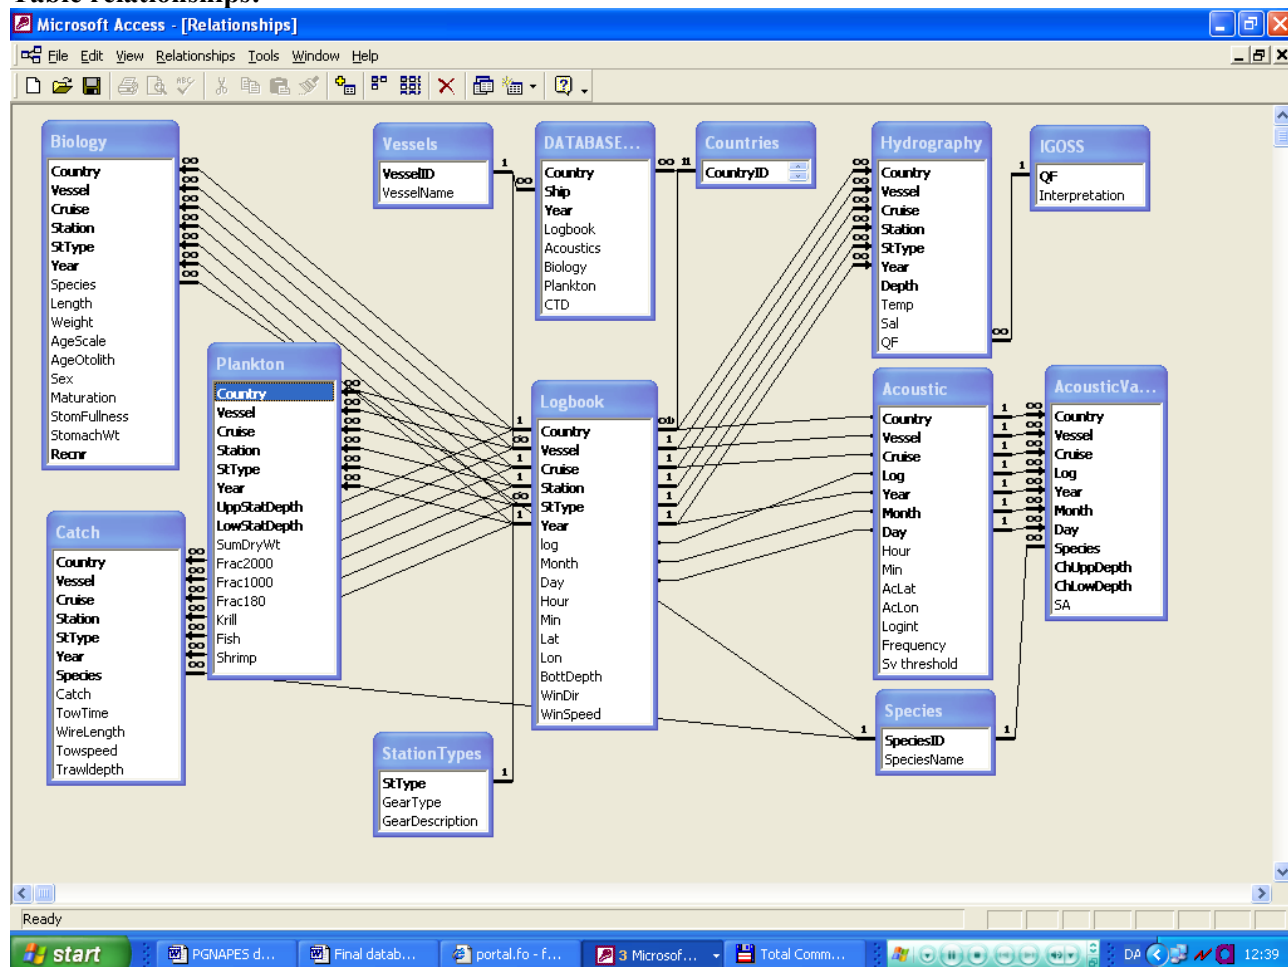 Table relationships:
Microsoft Access - [Relationships]
File Edit View Relationships Tools Window Help
Biology
Country
Vessel
Cruise
Station
StType
Year
Species
Length
Weight
AgeScale
AgeOtolith
Sex
Maturation
StomFullness
StomachWt
Recnr
Vessels
VesselID
VesselName
DATABASE...
Country
Ship
Year
Logbook
Acoustics
Biology
Plankton
CTD
Countries
CountryID
Hydrography
Country
Vessel
Cruise
Station
StType
Year
Depth
Temp
Sal
QF
IGOSS
QF
Interpretation
Plankton
Country
Vessel
Cruise
Station
StType
Year
UppStatDepth
LowStatDepth
SumDryWt
Frac2000
Frac1000
Frac180
Krill
Fish
Shrimp
Logbook
Country
Vessel
Cruise
Station
StType
Year
log
Month
Day
Hour
Min
Lat
Lon
BottDepth
WinDir
WinSpeed
Acoustic
Country
Vessel
Cruise
Log
Year
Month
Day
Hour
Min
AcLat
AcLon
Logint
Frequency
Sv threshold
AcousticVa...
Country
Vessel
Cruise
Log
Year
Month
Day
Species
ChUppDepth
ChLowDepth
SA
Catch
Country
Vessel
Cruise
Station
StType
Year
Species
Catch
TowTime
WireLength
Towspeed
Trawldepth
StationTypes
StType
GearType
GearDescription
Species
SpeciesID
SpeciesName
Ready
start PGNAPES d... Final datab... portal.fo - f... 3 Microsof... Total Comm... DA 12:39